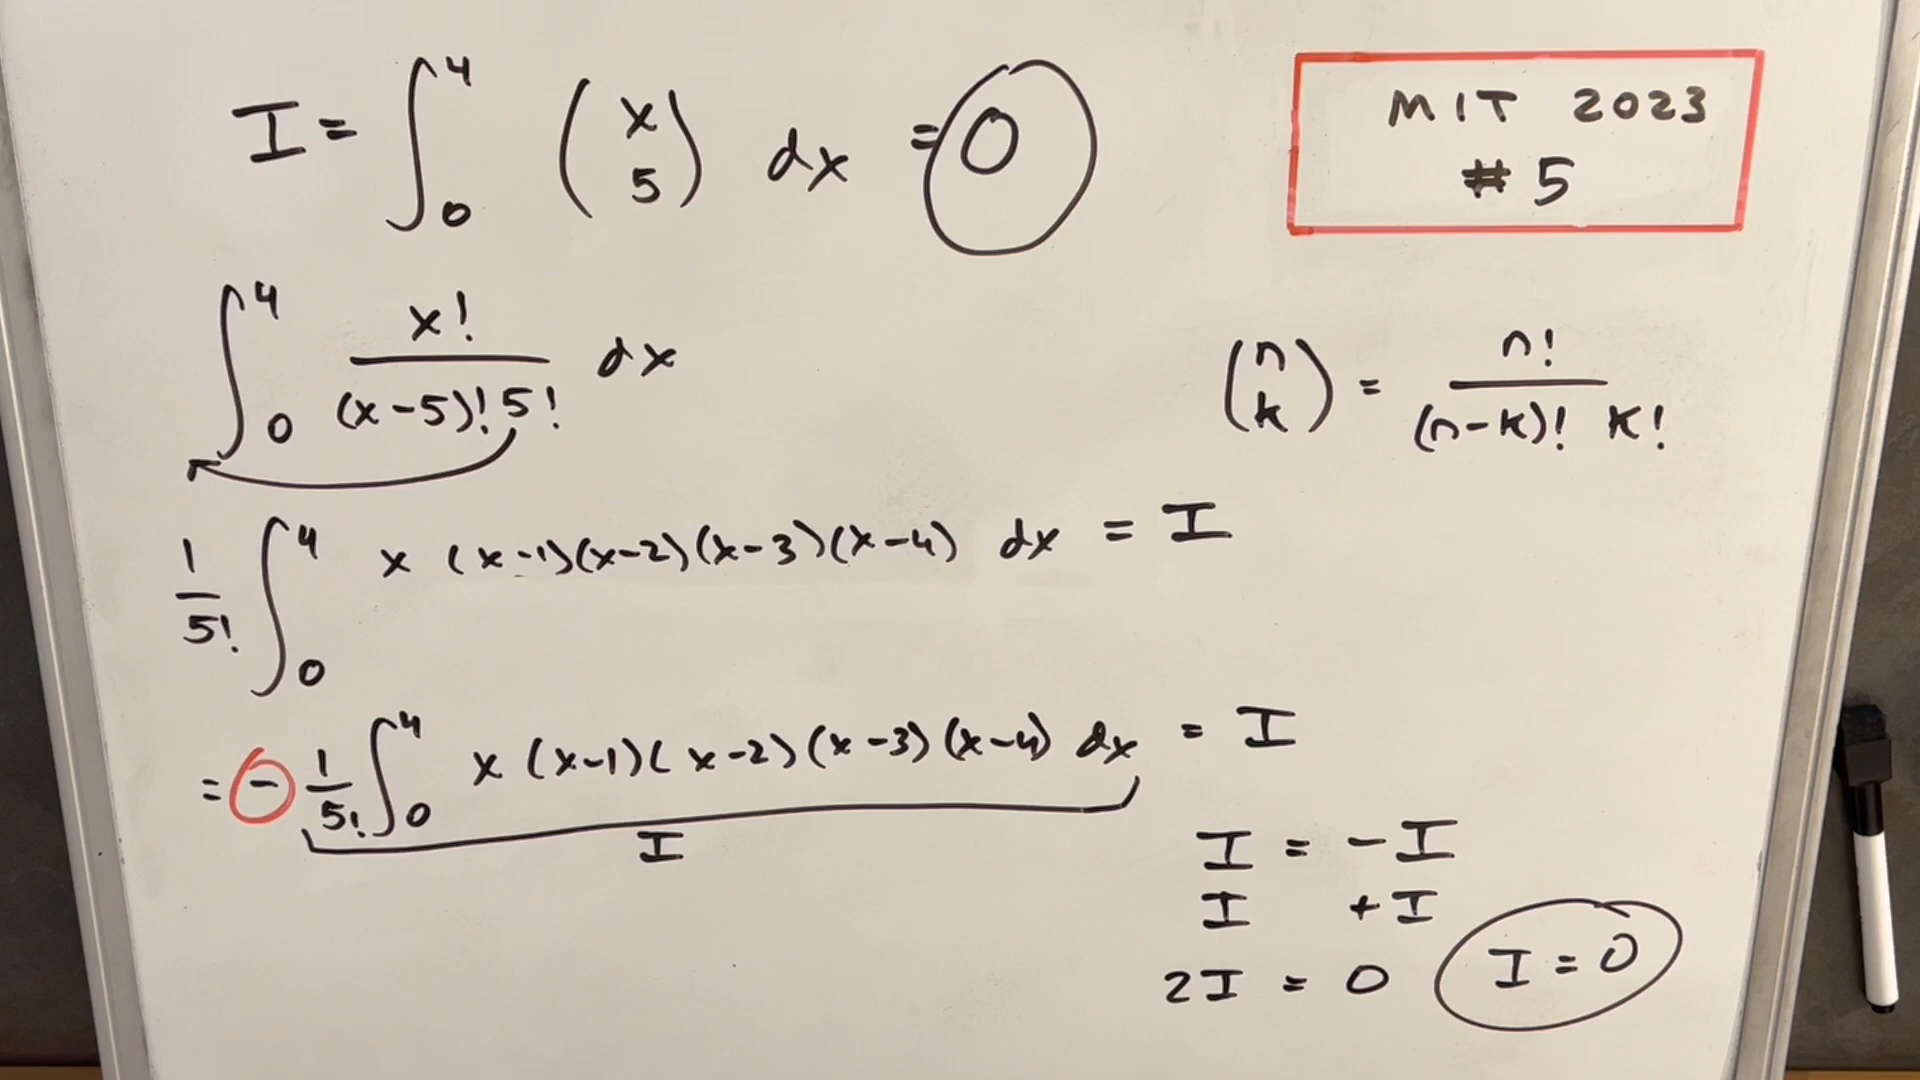 I = ∫₀⁴ (x 5) dx = 0
MIT 2023
# 5
∫₀⁴ x! / (x-5)! 5! dx
(n k) = n! / (n-k)! k!
1/5! ∫₀⁴ x (x-1)(x-2)(x-3)(x-4) dx = I
= - 1/5! ∫₀⁴ x (x-1)(x-2)(x-3)(x-4) dx = I
I
I = -I
I +I
2I = 0
I = 0